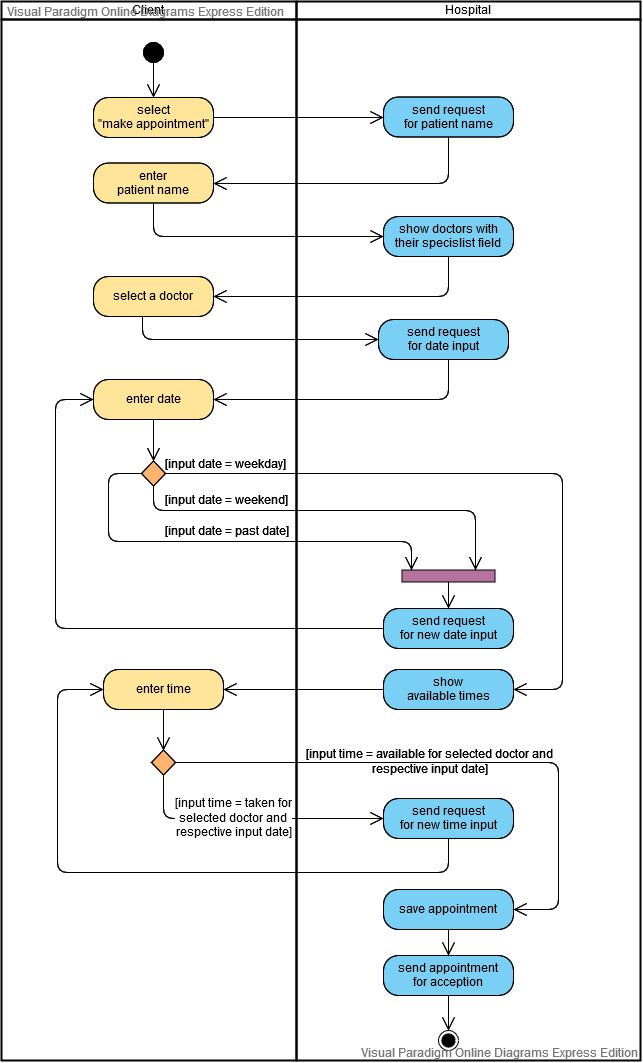 Visual Paradigm Online Diagrams Express Edition
Client
Hospital
select
"make appointment"
send request
for patient name
enter
patient name
show doctors with
their specislist field
select a doctor
send request
for date input
enter date
[input date = weekday]
[input date = weekend]
[input date = past date]
send request
for new date input
enter time
show
available times
[input time = available for selected doctor and
respective input date]
[input time = taken for
selected doctor and
respective input date]
send request
for new time input
save appointment
send appointment
for acception
Visual Paradigm Online Diagrams Express Edition